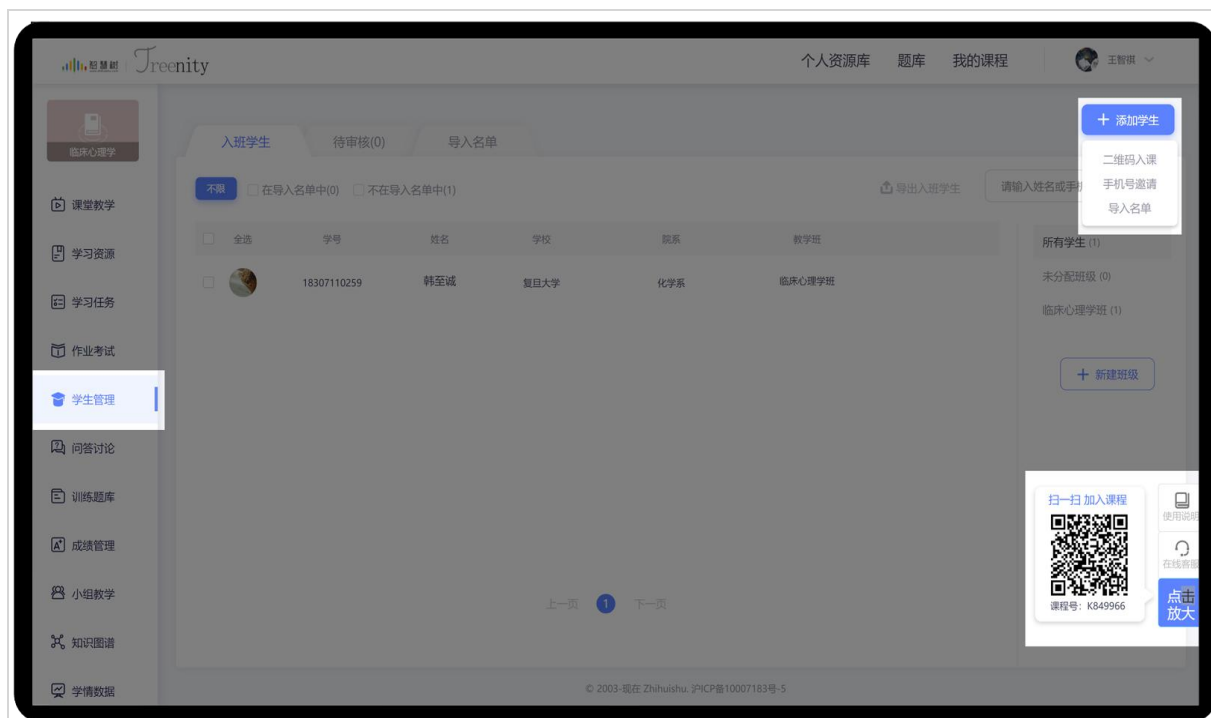 智慧树 Treenity 个人资源库 题库 我的课程 王智祺
临床心理学
入班学生 待审核(0) 导入名单
+ 添加学生
二维码入课
手机号邀请
导入名单
不限 在导入名单中(0) 不在导入名单中(1) 导出入班学生 请输入姓名或手机
全选 学号 姓名 学校 院系 教学班
18307110259 韩至诚 复旦大学 化学系 临床心理学班
所有学生 (1)
未分配班级 (0)
临床心理学班 (1)
+ 新建班级
课堂教学
学习资源
学习任务
作业考试
学生管理
问答讨论
训练题库
成绩管理
小组教学
知识图谱
学情数据
扫一扫 加入课程
课程号：K849966
使用说明
在线客服
点击
放大
上一页 1 下一页
© 2003-现在 Zhihuishu. 沪ICP备10007183号-5